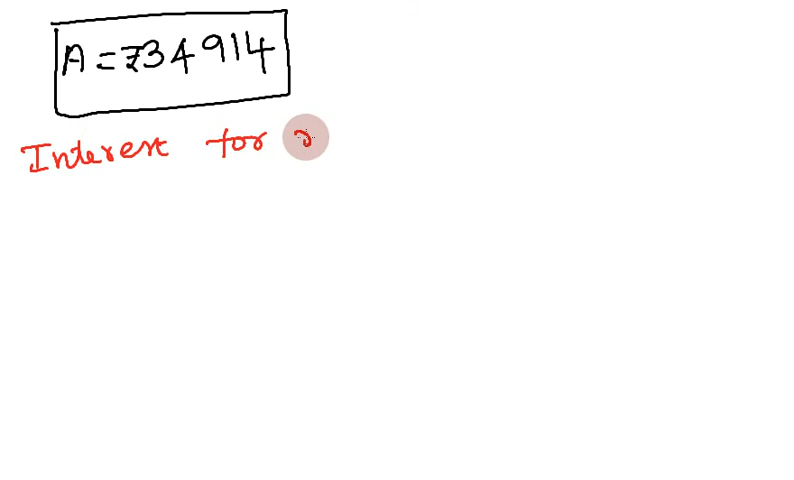 A = ₹34914
Interest for